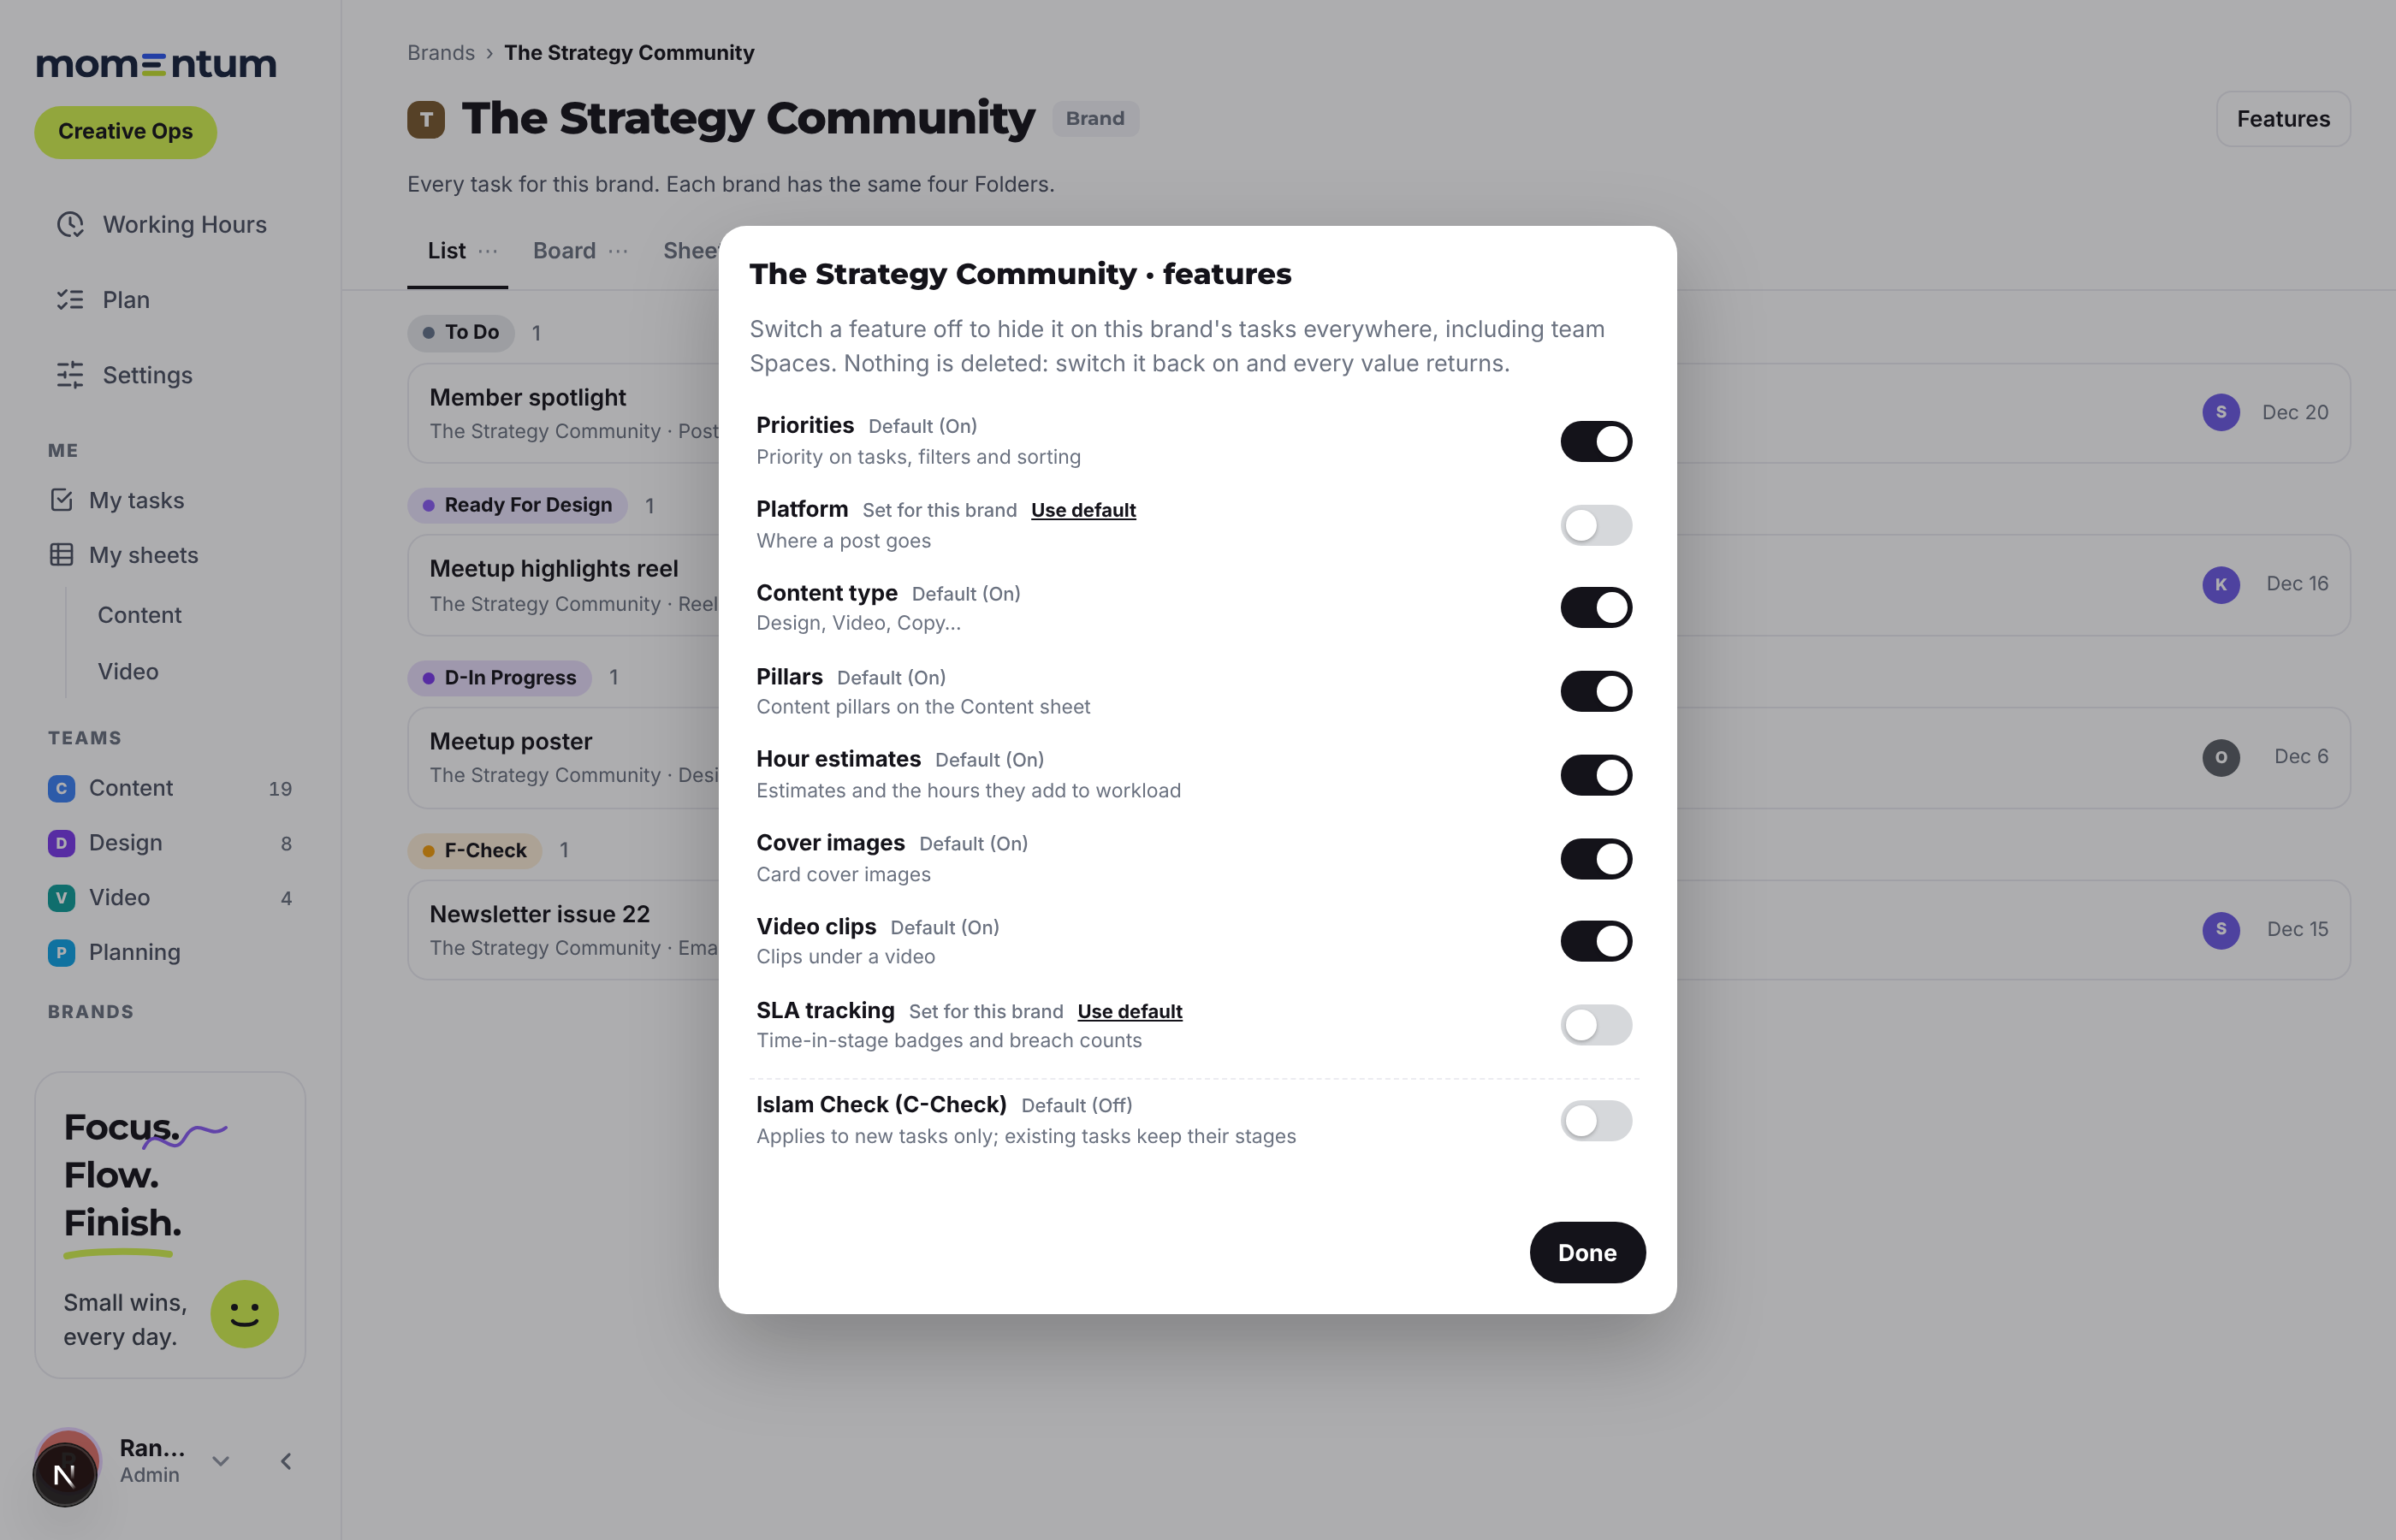 momentum
Creative Ops
Working Hours
Plan
Settings
ME
My tasks
My sheets
Content
Video
TEAMS
C Content 19
D Design 8
V Video 4
P Planning
BRANDS
Focus.
Flow.
Finish.
Small wins,
every day.
N
Ran...
Admin
Brands › The Strategy Community
T The Strategy Community Brand
Features
Every task for this brand. Each brand has the same four Folders.
List ··· Board ··· Shee
To Do 1
Member spotlight
The Strategy Community · Post
S Dec 20
Ready For Design 1
Meetup highlights reel
The Strategy Community · Reel
K Dec 16
D-In Progress 1
Meetup poster
The Strategy Community · Desi
O Dec 6
F-Check 1
Newsletter issue 22
The Strategy Community · Ema
S Dec 15
The Strategy Community · features
Switch a feature off to hide it on this brand's tasks everywhere, including team
Spaces. Nothing is deleted: switch it back on and every value returns.
Priorities Default (On)
Priority on tasks, filters and sorting
Platform Set for this brand Use default
Where a post goes
Content type Default (On)
Design, Video, Copy...
Pillars Default (On)
Content pillars on the Content sheet
Hour estimates Default (On)
Estimates and the hours they add to workload
Cover images Default (On)
Card cover images
Video clips Default (On)
Clips under a video
SLA tracking Set for this brand Use default
Time-in-stage badges and breach counts
Islam Check (C-Check) Default (Off)
Applies to new tasks only; existing tasks keep their stages
Done